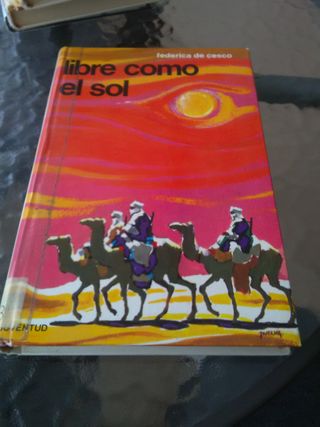 federica de cesco
libre como
el sol
JUVENTUD